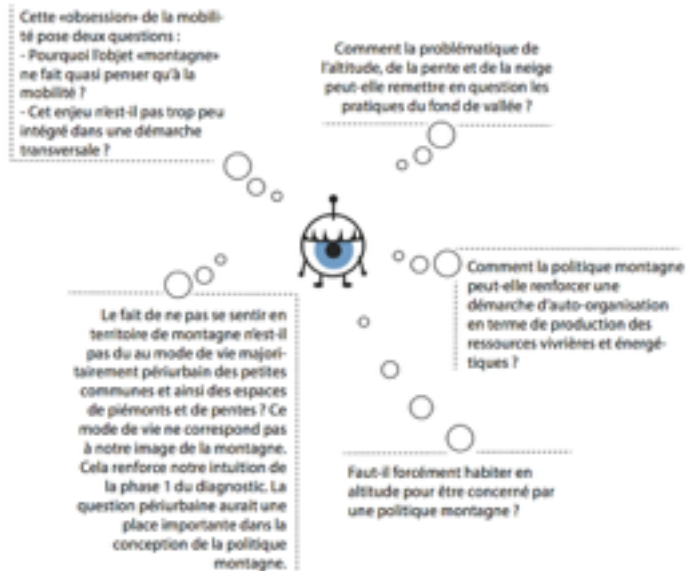 Cette «obsession» de la mobili-
té pose deux questions :
- Pourquoi l'objet «montagne»
ne fait quasi penser qu'à la
mobilité ?
- Cet enjeu n'est-il pas trop peu
intégré dans une démarche
transversale ?
Comment la problématique de
l'altitude, de la pente et de la neige
peut-elle remettre en question les
pratiques du fond de vallée ?
Comment la politique montagne
peut-elle renforcer une
démarche d'auto-organisation
en terme de production des
ressources vivrières et énergé-
tiques ?
Le fait de ne pas se sentir en
territoire de montagne n'est-il
pas du au mode de vie majori-
tairement périurbain des petites
communes et ainsi des espaces
de piémonts et de pentes ? Ce
mode de vie ne correspond pas
à notre image de la montagne.
Cela renforce notre intuition de
la phase 1 du diagnostic. La
question périurbaine aurait une
place importante dans la
conception de la politique
montagne.
Faut-il forcément habiter en
altitude pour être concerné par
une politique montagne ?